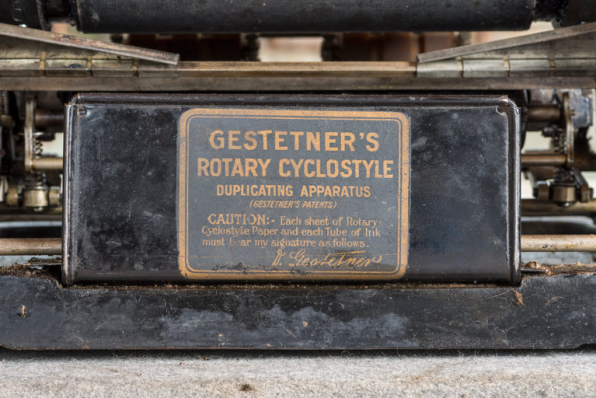 GESTETNER'S
ROTARY CYCLOSTYLE
DUPLICATING APPARATUS
(GESTETNER'S PATENTS)
CAUTION:- Each sheet of Rotary
Cyclostyle Paper and each Tube of Ink
must bear my signature as follows.
D. Gestetner